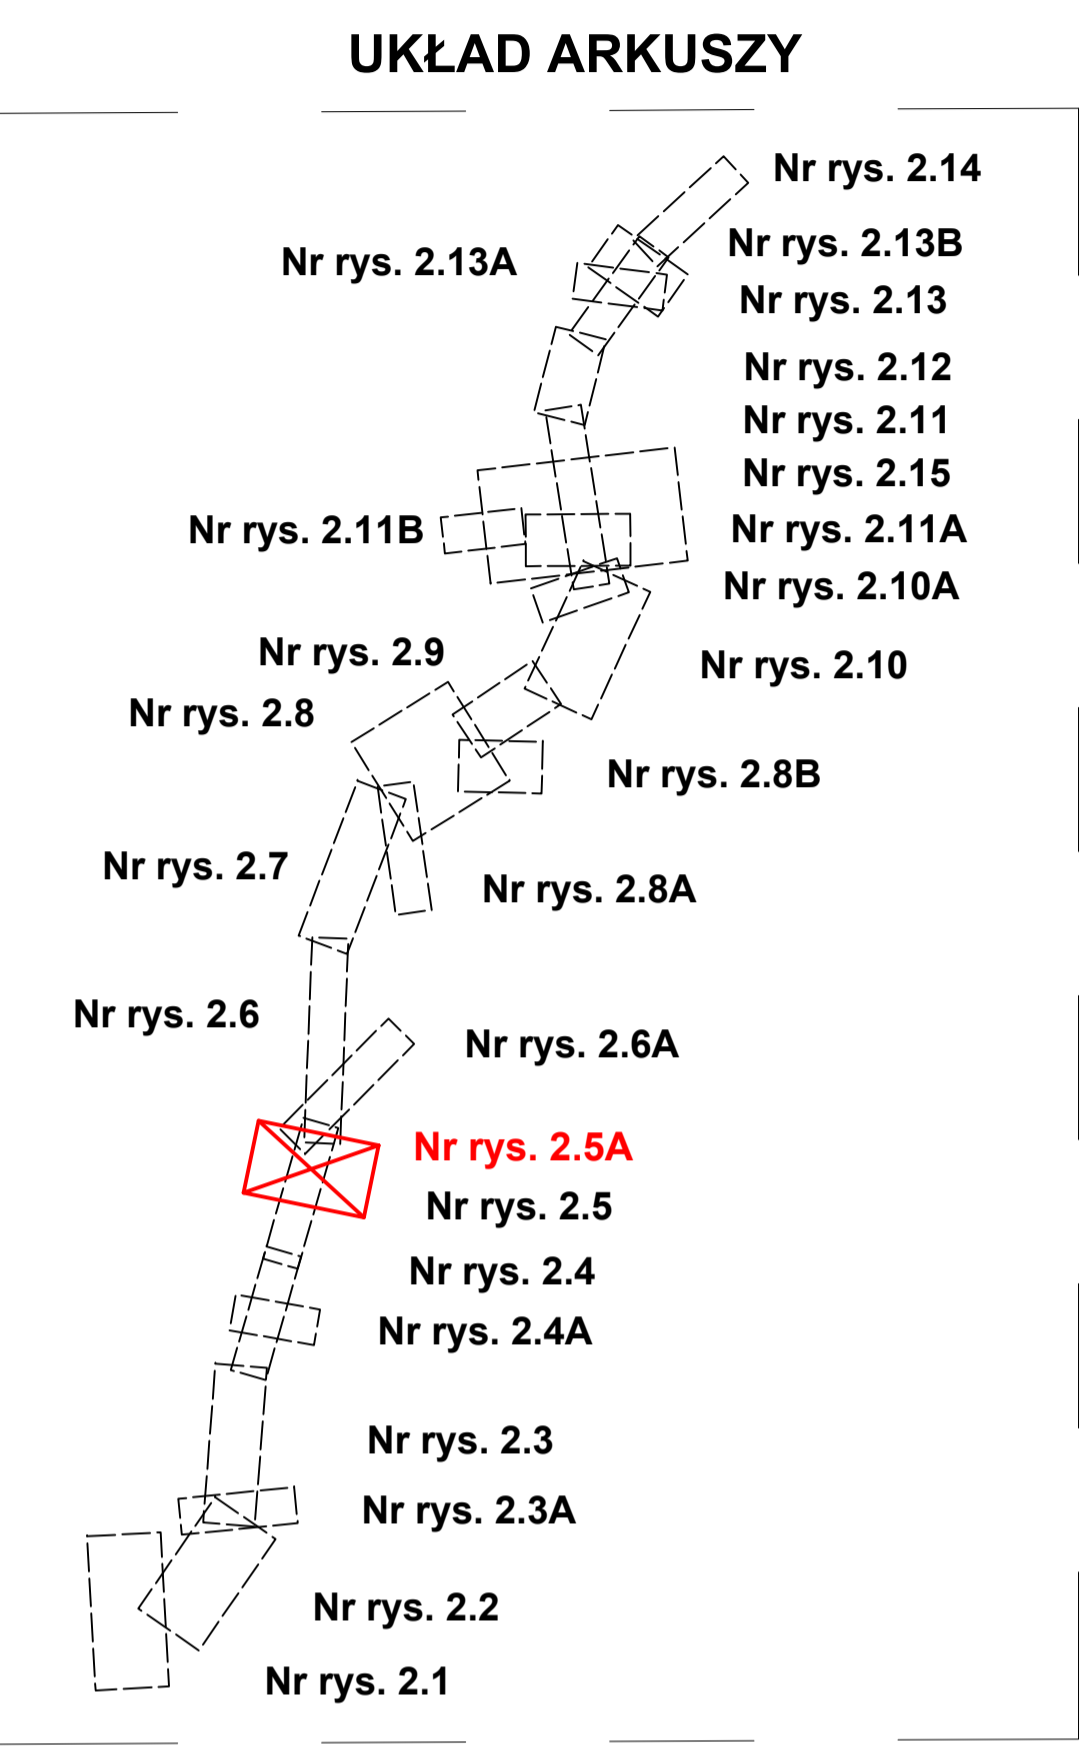 UKŁAD ARKUSZY
Nr rys. 2.14
Nr rys. 2.13B
Nr rys. 2.13A
Nr rys. 2.13
Nr rys. 2.12
Nr rys. 2.11
Nr rys. 2.15
Nr rys. 2.11B
Nr rys. 2.11A
Nr rys. 2.10A
Nr rys. 2.9
Nr rys. 2.10
Nr rys. 2.8
Nr rys. 2.8B
Nr rys. 2.7
Nr rys. 2.8A
Nr rys. 2.6
Nr rys. 2.6A
Nr rys. 2.5A
Nr rys. 2.5
Nr rys. 2.4
Nr rys. 2.4A
Nr rys. 2.3
Nr rys. 2.3A
Nr rys. 2.2
Nr rys. 2.1